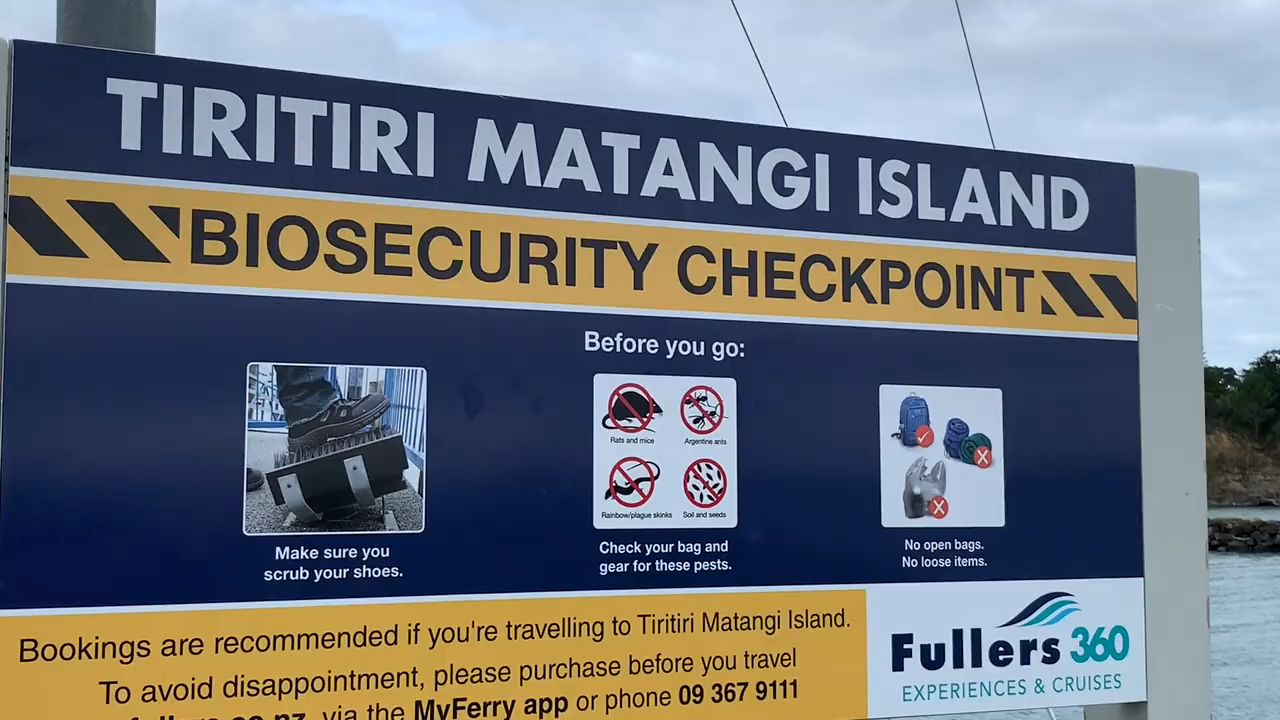 TIRITIRI MATANGI ISLAND
BIOSECURITY CHECKPOINT
Before you go:
Rats and mice
Argentine ants
Rainbow/plague skinks
Soil and seeds
Make sure you
scrub your shoes.
Check your bag and
gear for these pests.
No open bags.
No loose items.
Bookings are recommended if you're travelling to Tiritiri Matangi Island.
To avoid disappointment, please purchase before you travel
fullers.co.nz, via the MyFerry app or phone 09 367 9111
Fullers 360
EXPERIENCES & CRUISES